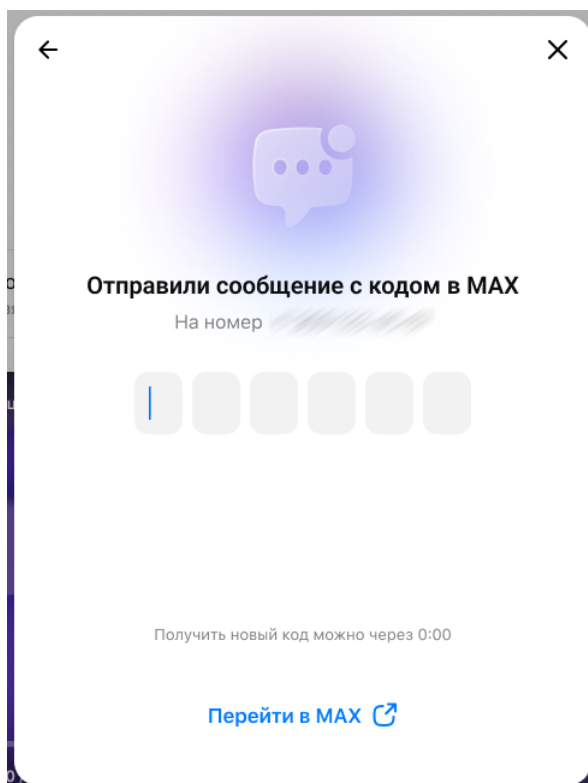 Отправили сообщение с кодом в MAX
На номер
Получить новый код можно через 0:00
Перейти в MAX